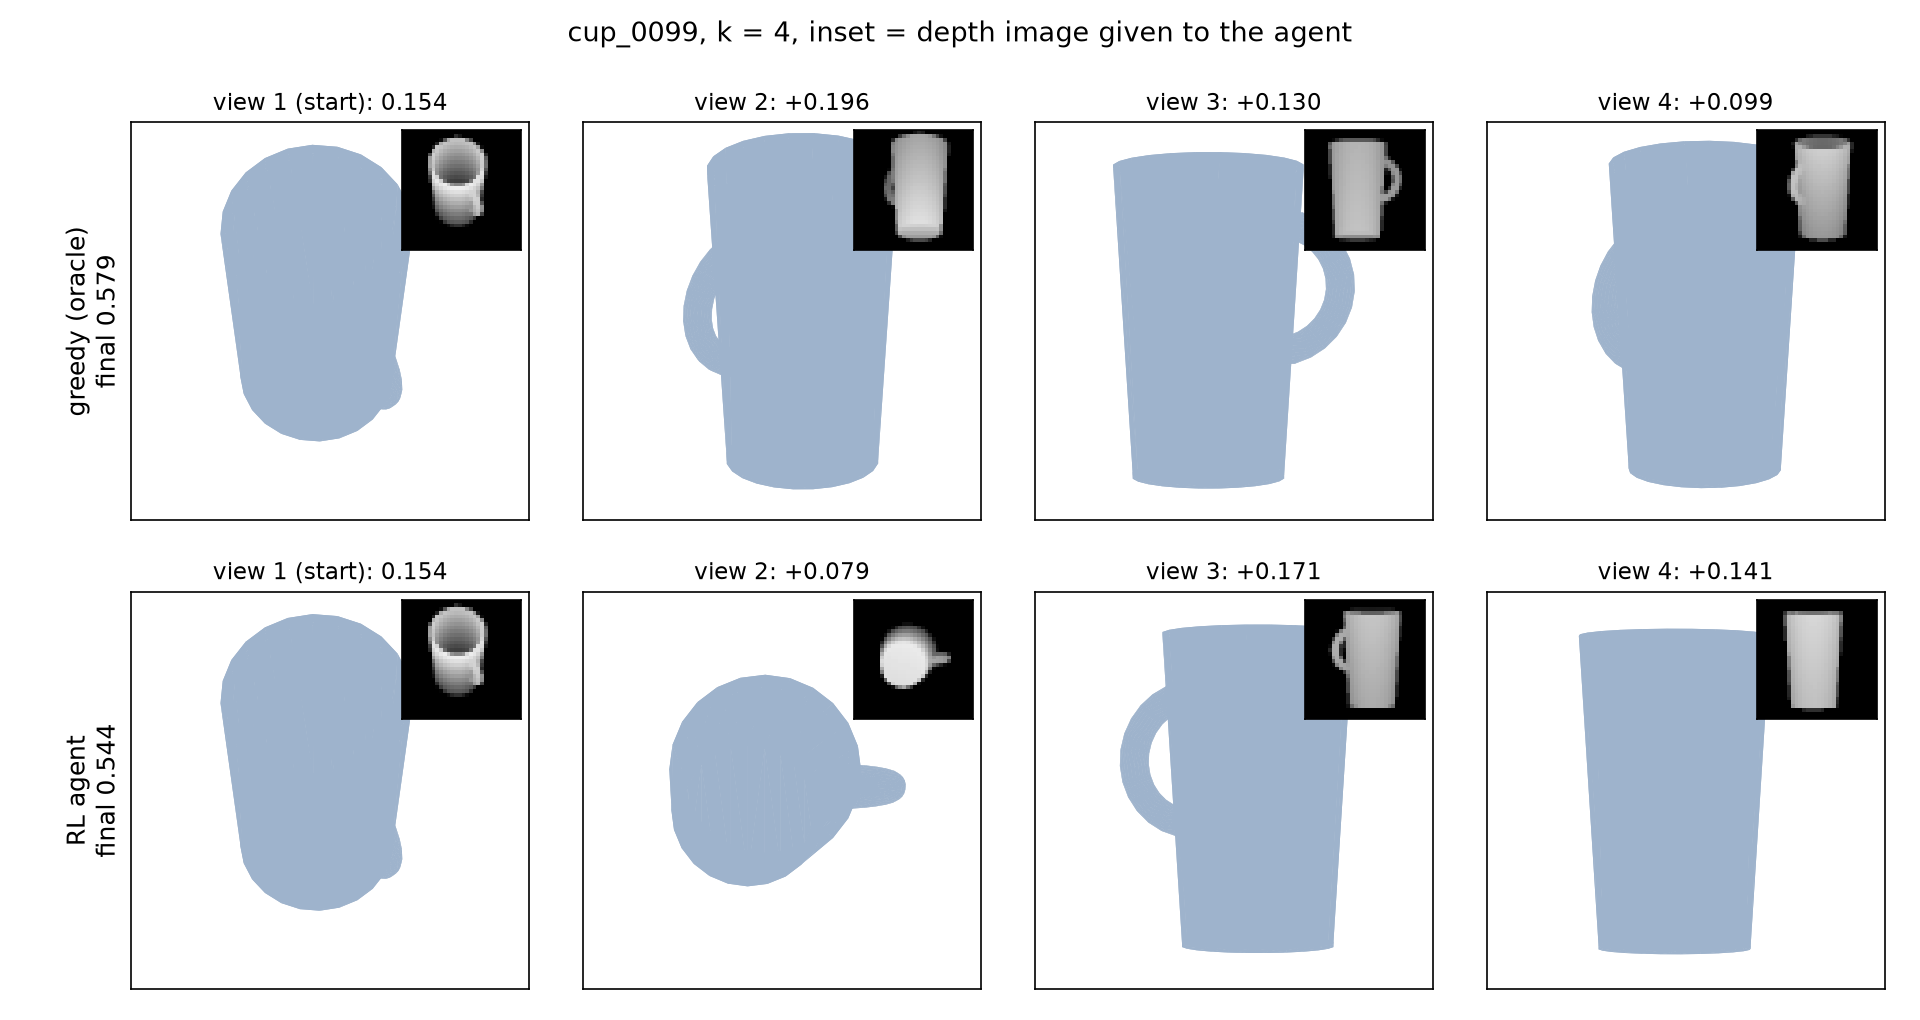 cup_0099, k = 4, inset = depth image given to the agent
greedy (oracle)
final 0.579
view 1 (start): 0.154
view 2: +0.196
view 3: +0.130
view 4: +0.099
RL agent
final 0.544
view 1 (start): 0.154
view 2: +0.079
view 3: +0.171
view 4: +0.141